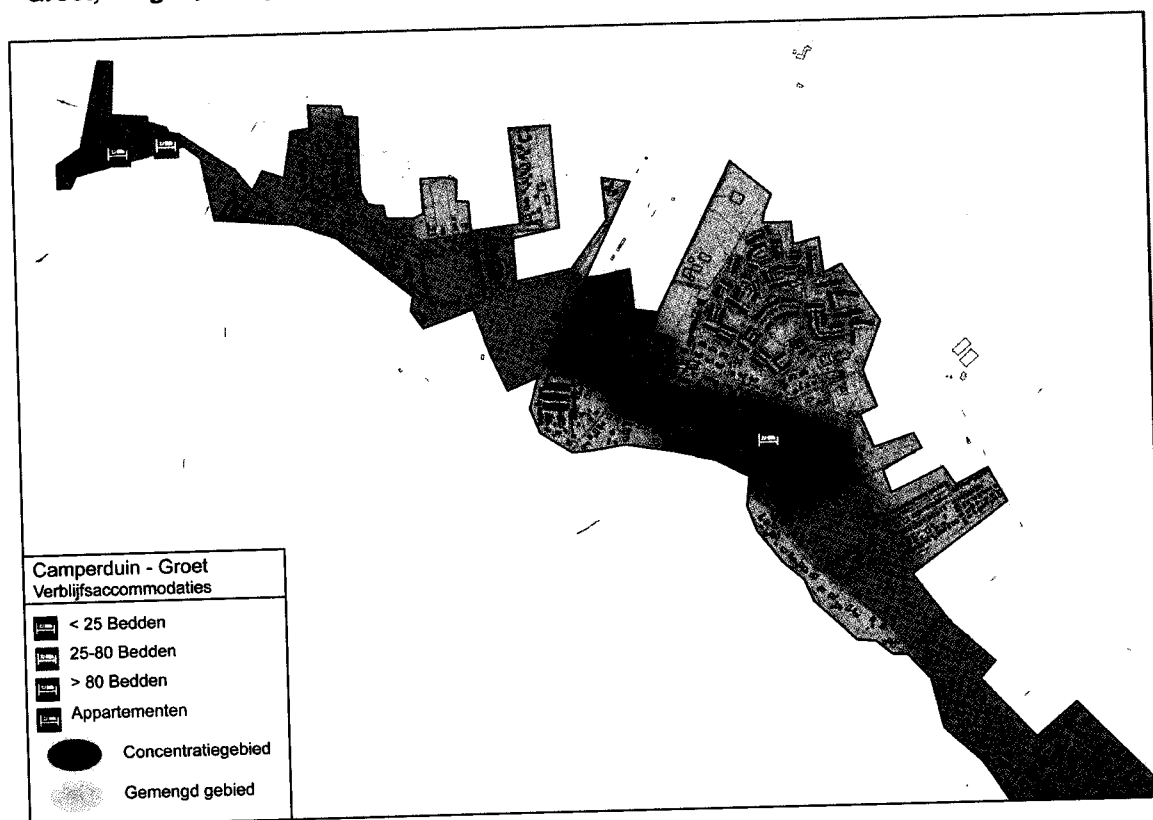 Camperduin - Groet
Verblijfsaccommodaties
< 25 Bedden
25-80 Bedden
> 80 Bedden
Appartementen
Concentratiegebied
Gemengd gebied